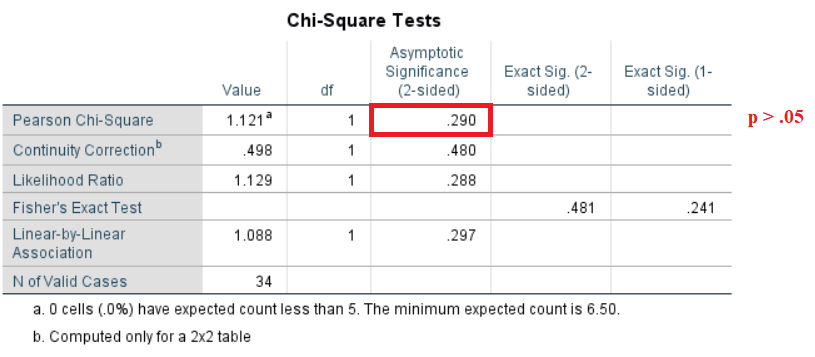 Chi-Square Tests
Value df Asymptotic Significance (2-sided) Exact Sig. (2-sided) Exact Sig. (1-sided)
Pearson Chi-Square 1.121a 1 .290 p > .05
Continuity Correctionb .498 1 .480
Likelihood Ratio 1.129 1 .288
Fisher's Exact Test .481 .241
Linear-by-Linear Association 1.088 1 .297
N of Valid Cases 34
a. 0 cells (.0%) have expected count less than 5. The minimum expected count is 6.50.
b. Computed only for a 2x2 table